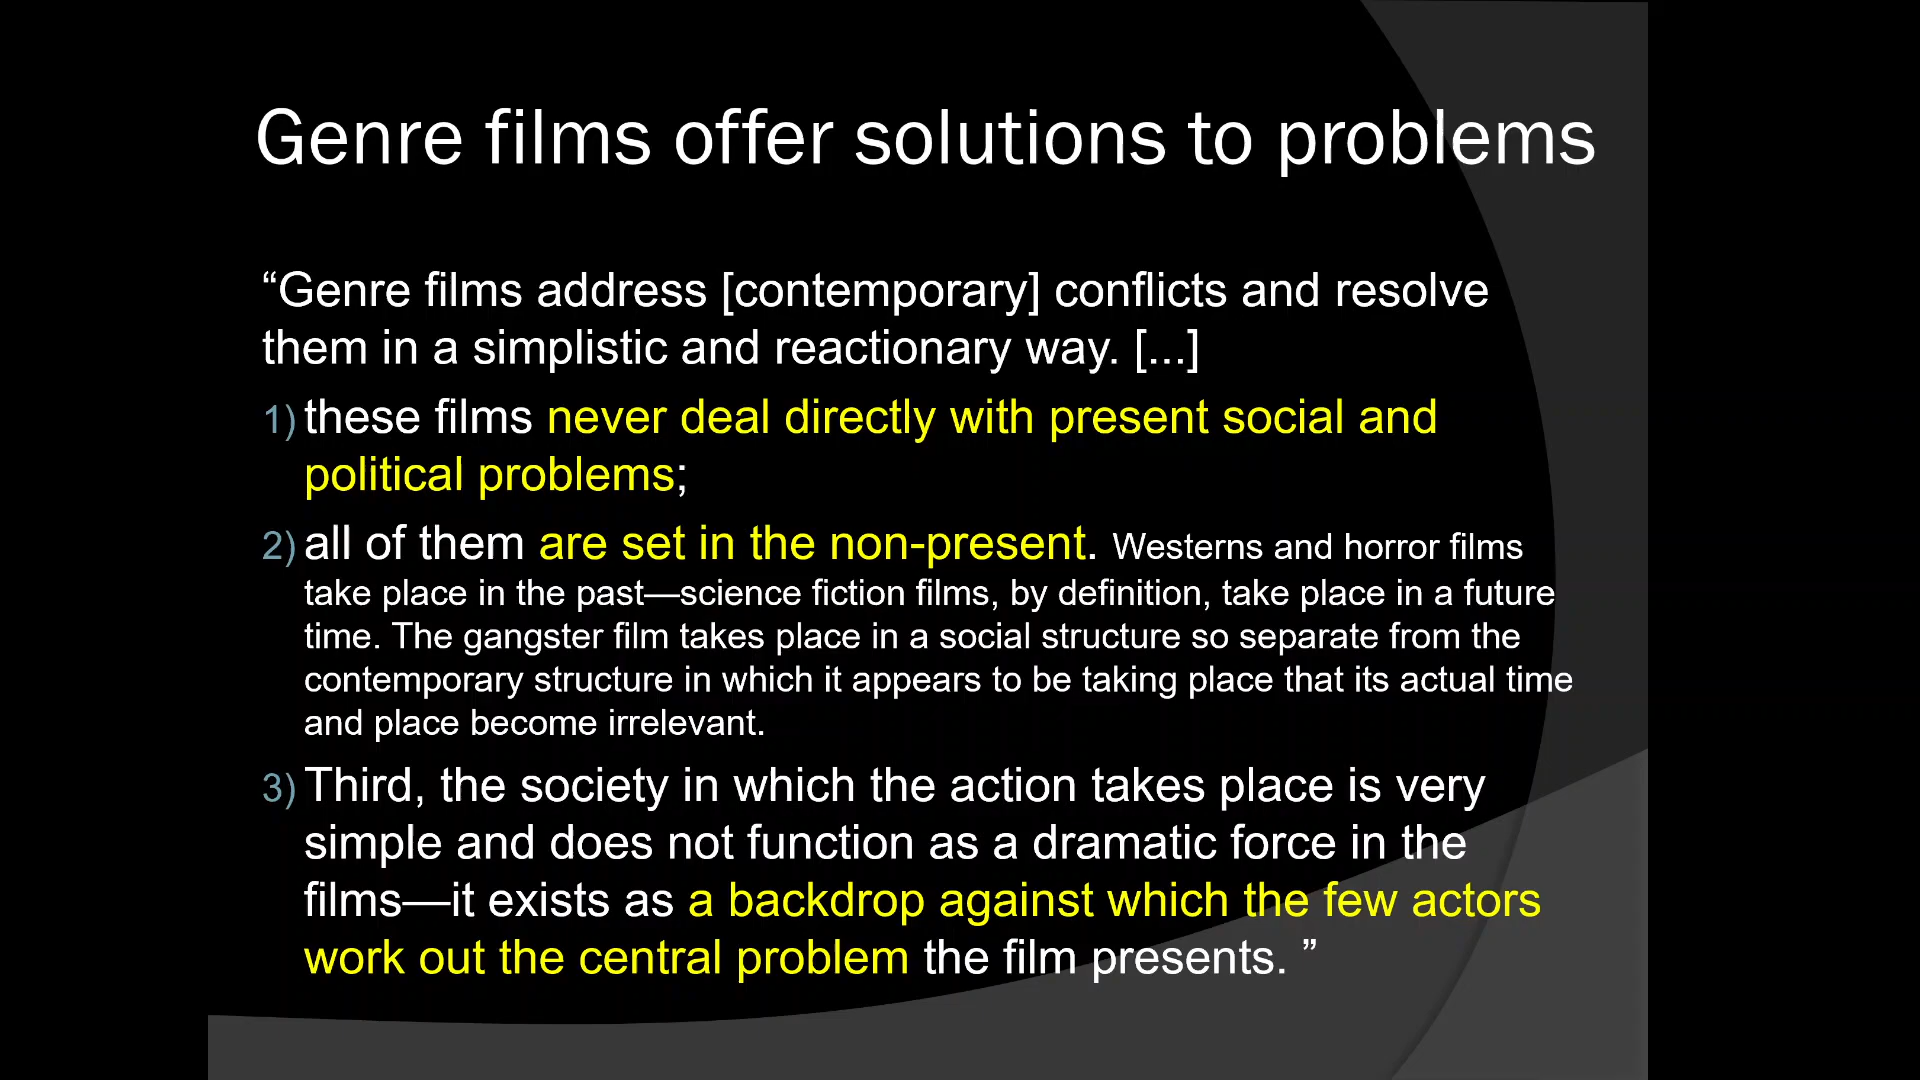 Genre films offer solutions to problems
“Genre films address [contemporary] conflicts and resolve
them in a simplistic and reactionary way. [...]
1) these films never deal directly with present social and
political problems;
2) all of them are set in the non-present. Westerns and horror films
take place in the past—science fiction films, by definition, take place in a future
time. The gangster film takes place in a social structure so separate from the
contemporary structure in which it appears to be taking place that its actual time
and place become irrelevant.
3) Third, the society in which the action takes place is very
simple and does not function as a dramatic force in the
films—it exists as a backdrop against which the few actors
work out the central problem the film presents. ”